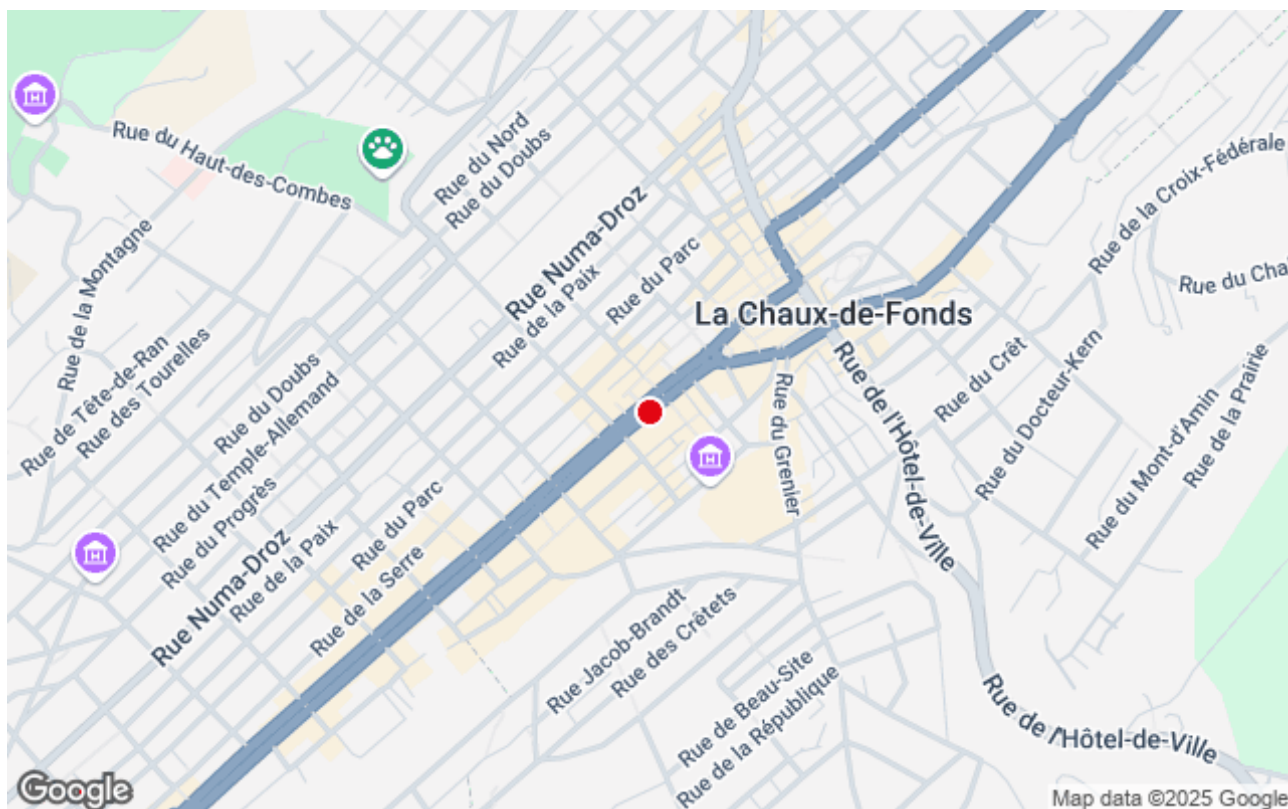 Rue du Haut-des-Combes
Rue du Nord
Rue du Doubs
Rue de la Croix-Fédérale
Rue de la Montagne
Rue Numa-Droz
Rue de la Paix
Rue du Parc
Rue du Cha
La Chaux-de-Fonds
Rue de Tête-de-Ran
Rue des Tourelles
Rue du Doubs
Rue du Temple-Allemand
Rue du Progrès
Rue du Grenier
Rue de l'Hôtel-de-Ville
Rue du Crêt
Rue du Docteur-Kern
Rue du Mont-d'Amin
Rue de la Prairie
Rue Numa-Droz
Rue de la Paix
Rue du Parc
Rue de la Serre
Rue Jacob-Brandt
Rue des Crêtets
Rue de Beau-Site
Rue de la République
Rue de l'Hôtel-de-Ville
Google
Map data ©2025 Google